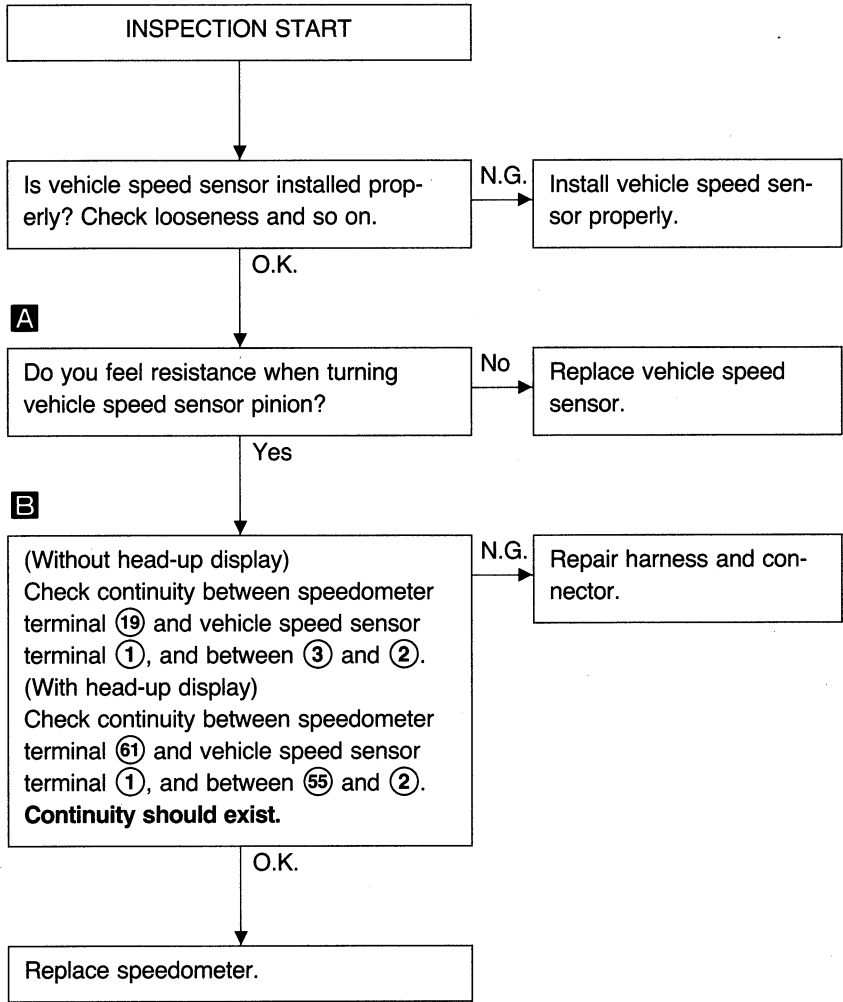 INSPECTION START
Is vehicle speed sensor installed prop-
erly? Check looseness and so on.
N.G.
Install vehicle speed sen-
sor properly.
O.K.
A
Do you feel resistance when turning
vehicle speed sensor pinion?
No
Replace vehicle speed
sensor.
Yes
B
(Without head-up display)
Check continuity between speedometer
terminal ⑲ and vehicle speed sensor
terminal ①, and between ③ and ②.
(With head-up display)
Check continuity between speedometer
terminal (61) and vehicle speed sensor
terminal ①, and between (55) and ②.
Continuity should exist.
N.G.
Repair harness and con-
nector.
O.K.
Replace speedometer.